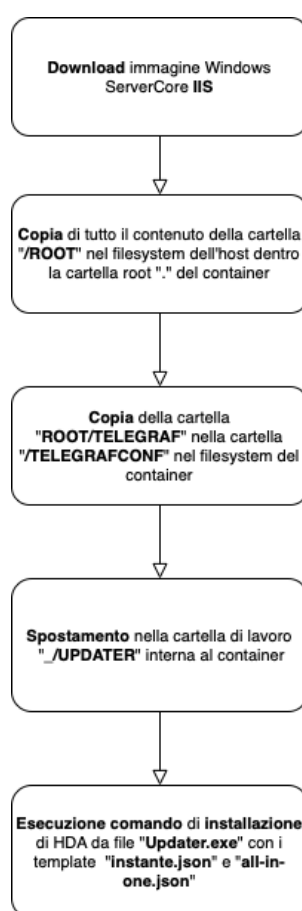 Download immagine Windows
ServerCore IIS
Copia di tutto il contenuto della cartella
"/ROOT" nel filesystem dell'host dentro
la cartella root "." del container
Copia della cartella
"ROOT/TELEGRAF" nella cartella
"/TELEGRAFCONF" nel filesystem del
container
Spostamento nella cartella di lavoro
"_/UPDATER" interna al container
Esecuzione comando di installazione
di HDA da file "Updater.exe" con i
template "instante.json" e "all-in-
one.json"